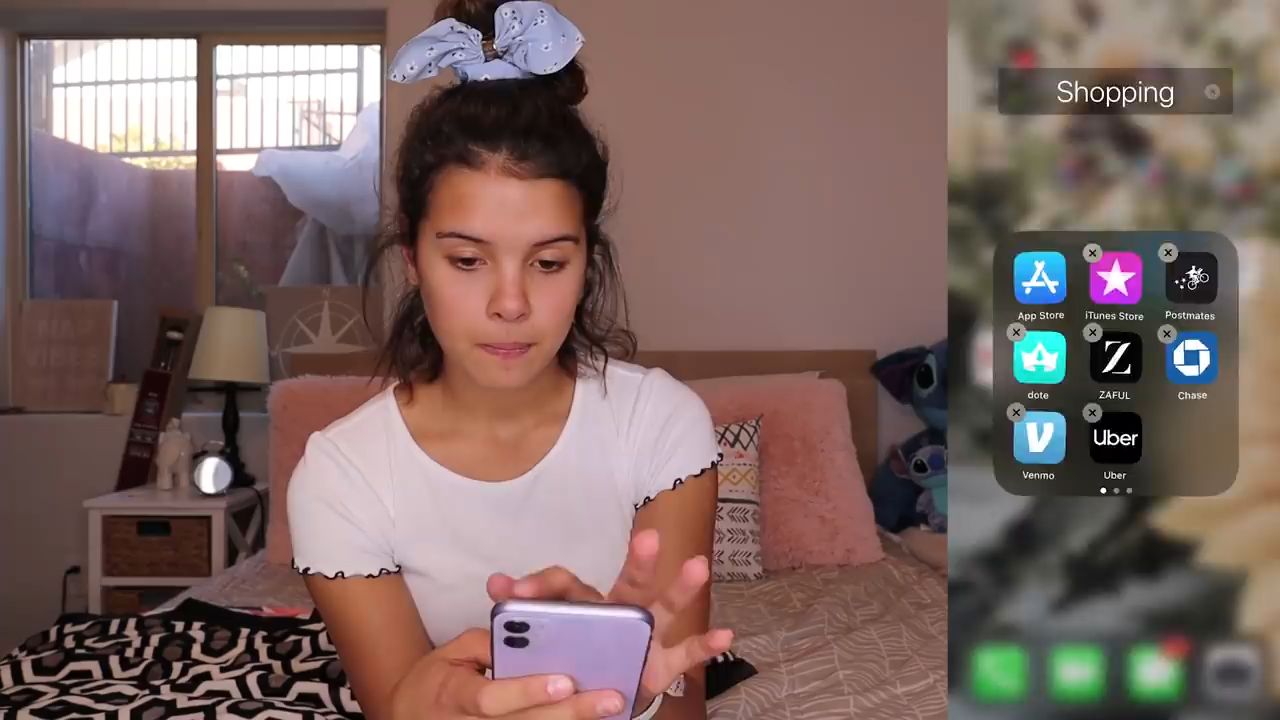 Shopping
App Store
iTunes Store
Postmates
dote
ZAFUL
Chase
Uber
Venmo
Uber